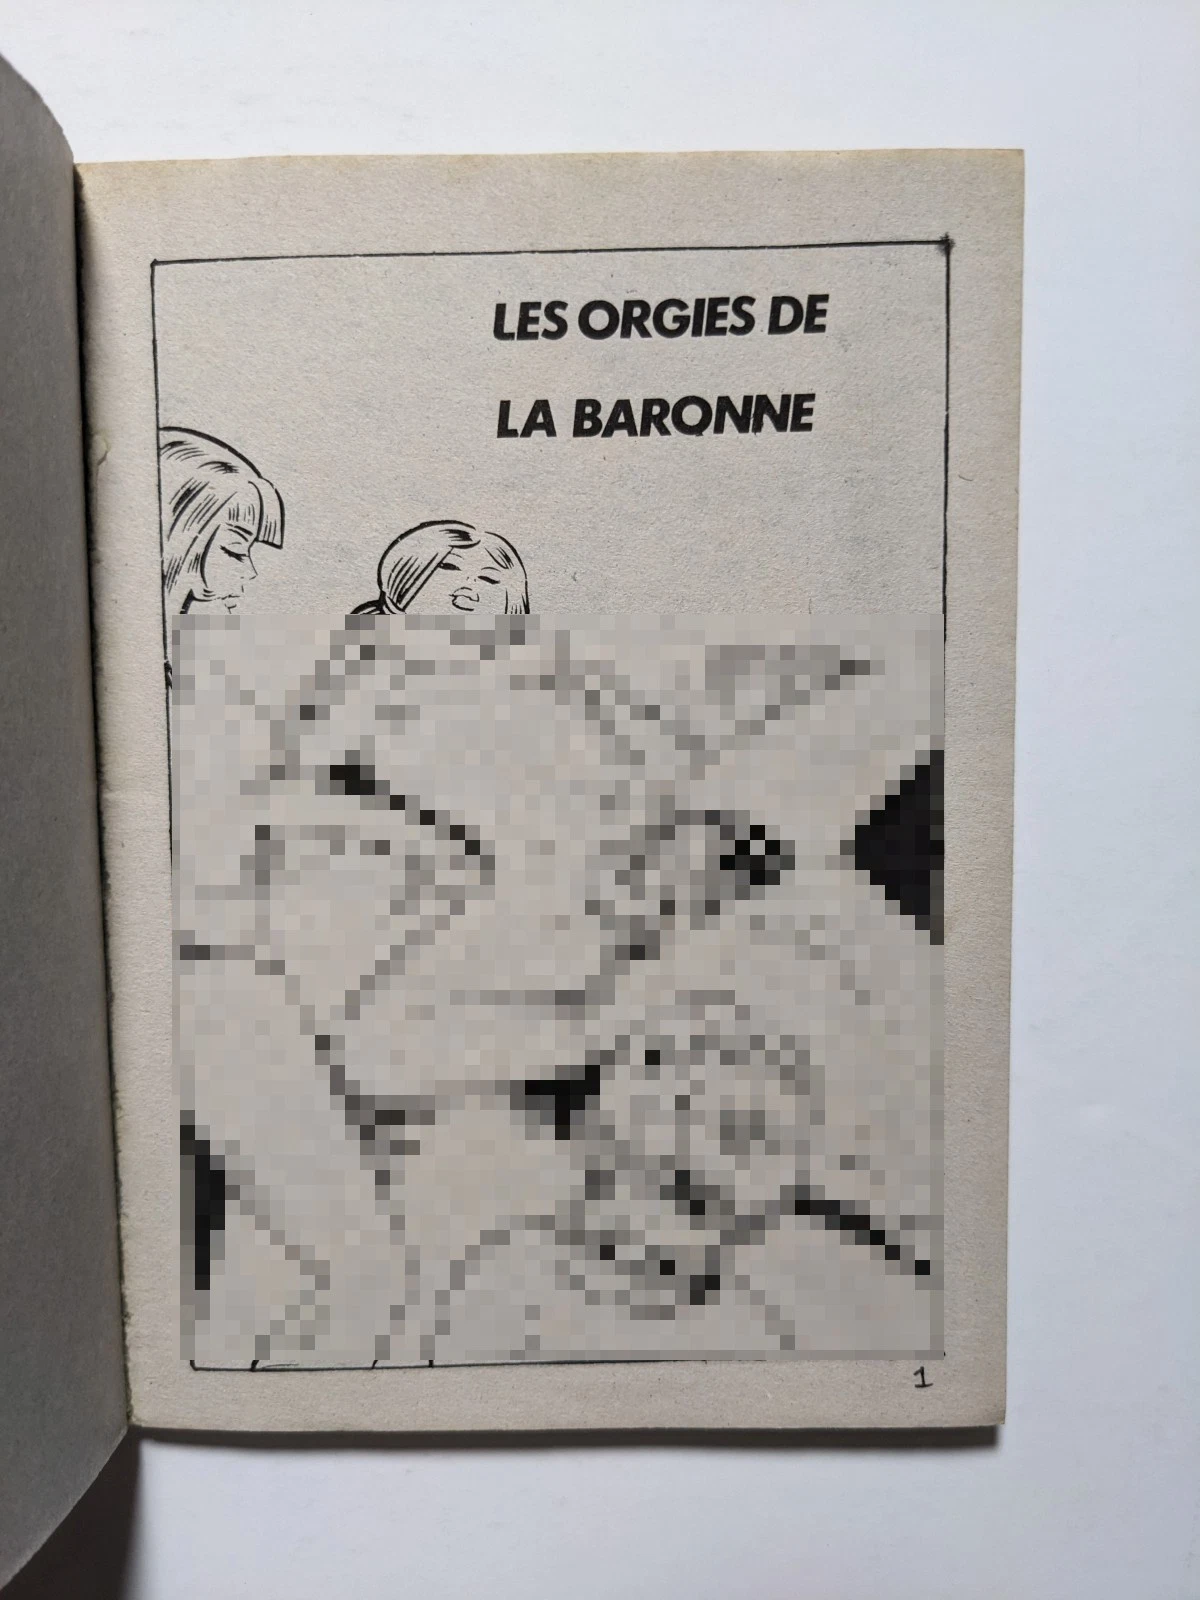 LES ORGIES DE
LA BARONNE
1